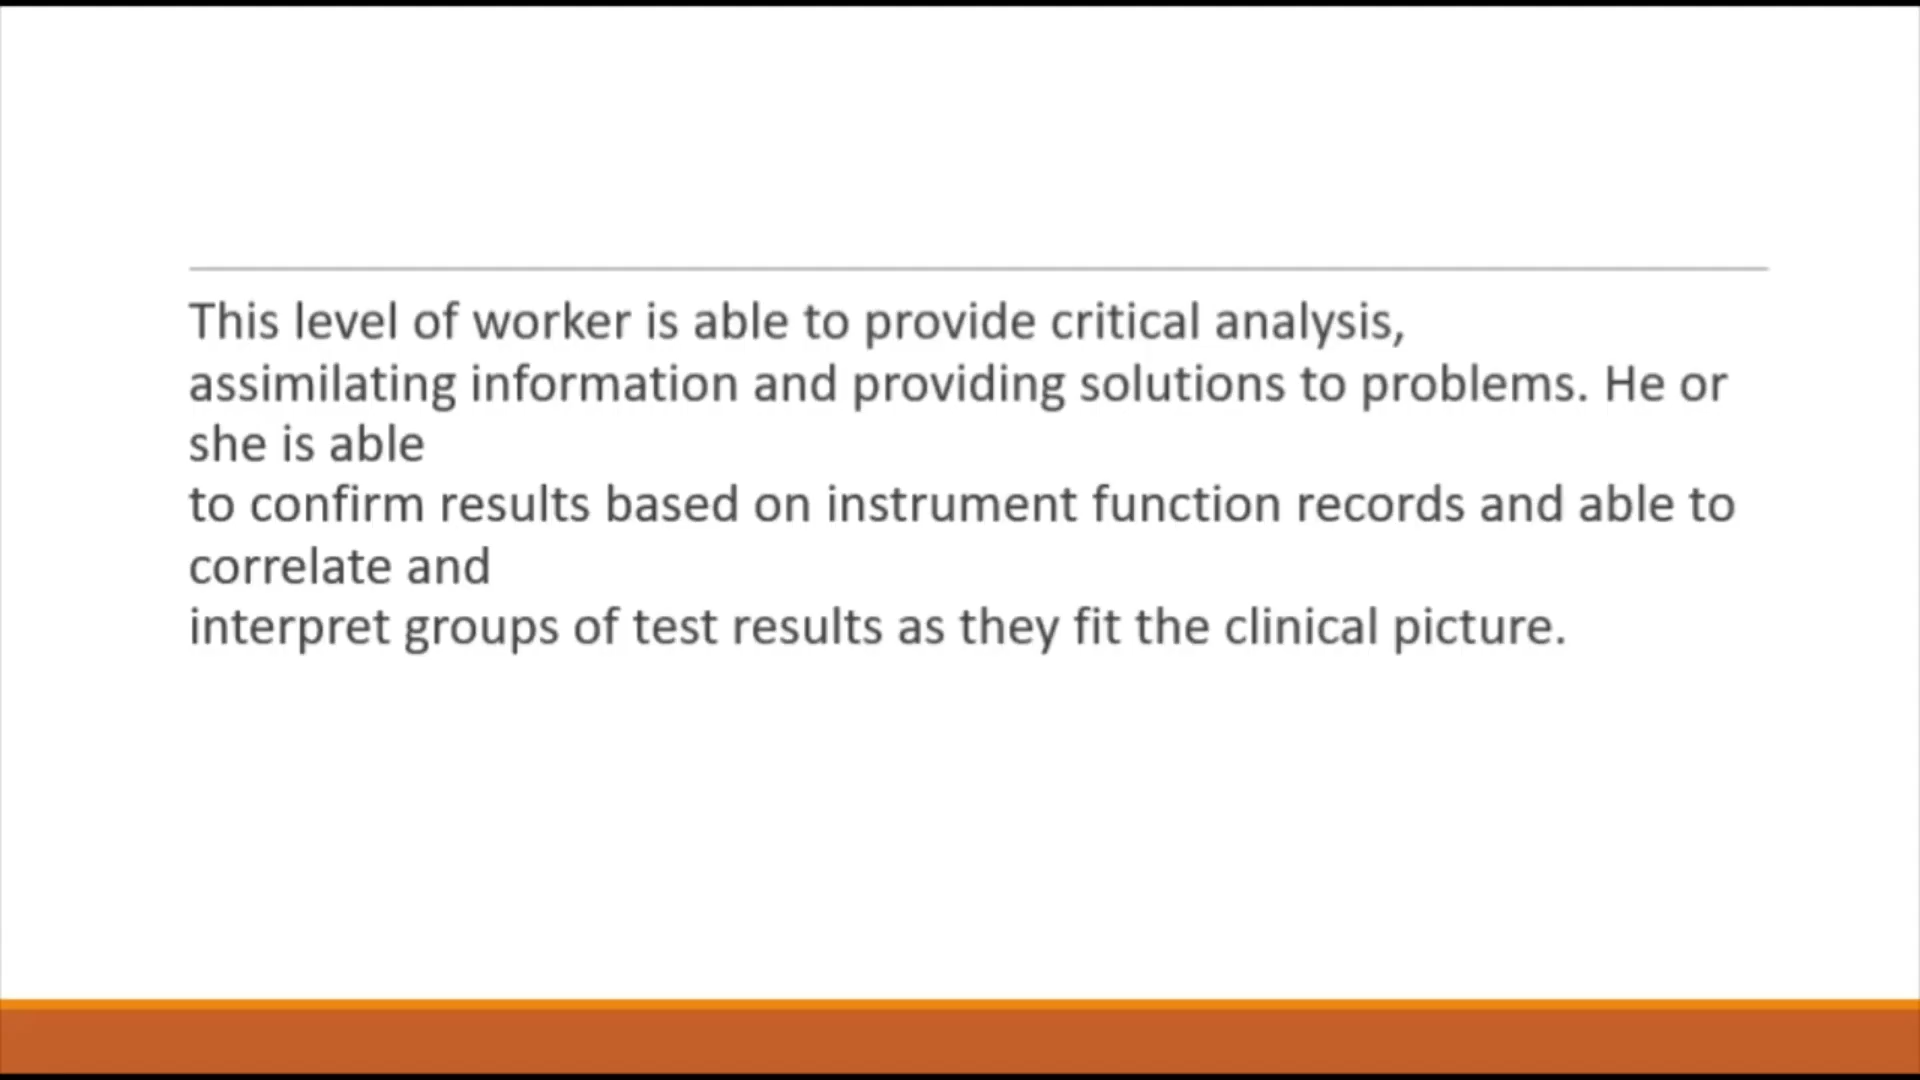 This level of worker is able to provide critical analysis,
assimilating information and providing solutions to problems. He or
she is able
to confirm results based on instrument function records and able to
correlate and
interpret groups of test results as they fit the clinical picture.